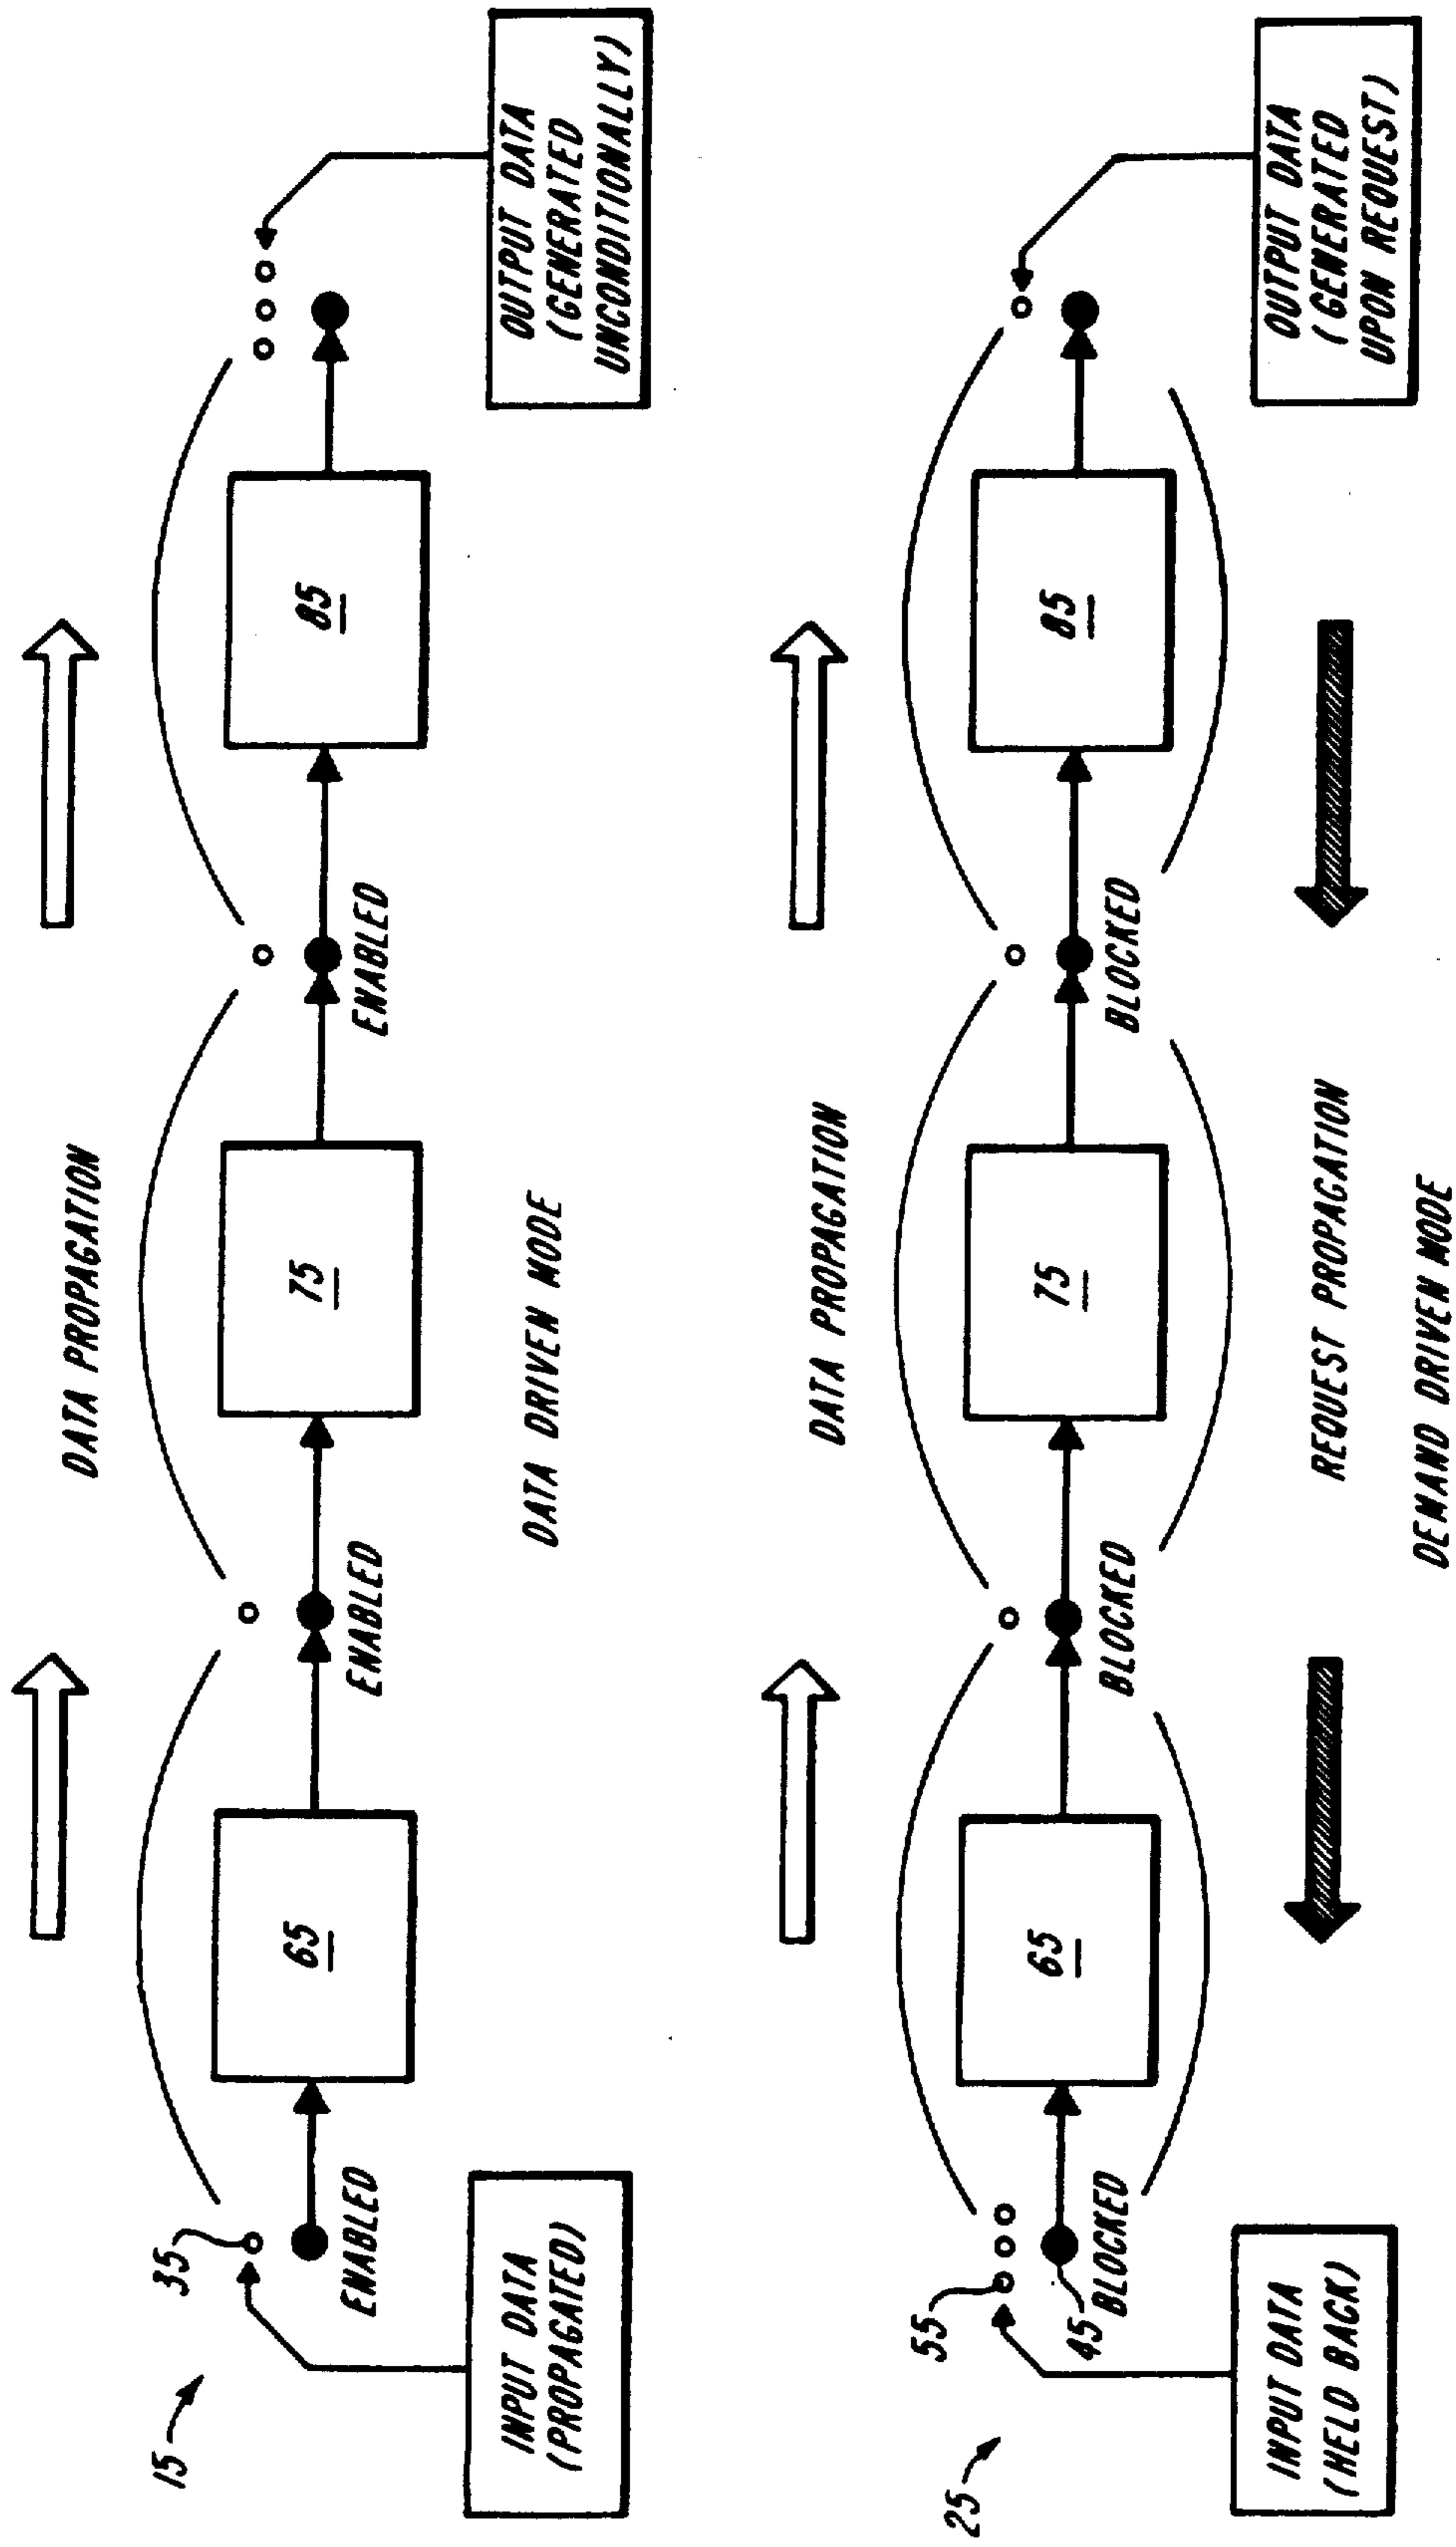 DATA PROPAGATION
15
35
65
75
85
ENABLED
ENABLED
ENABLED
INPUT DATA
(PROPAGATED)
DATA DRIVEN MODE
OUTPUT DATA
(GENERATED
UNCONDITIONALLY)
DATA PROPAGATION
25
55
45
65
75
85
BLOCKED
BLOCKED
BLOCKED
INPUT DATA
(HELD BACK)
REQUEST PROPAGATION
OUTPUT DATA
(GENERATED
UPON REQUEST)
DEMAND DRIVEN MODE